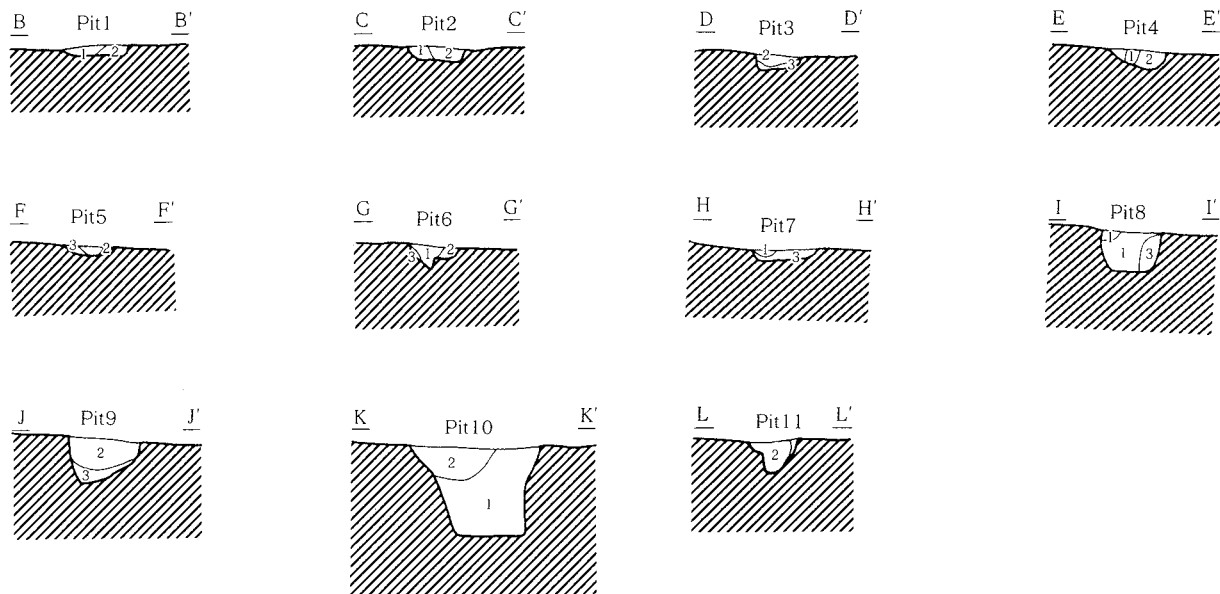 B Pit1 B′
1 2
C Pit2 C′
1 2
D Pit3 D′
2
3
E Pit4 E′
1 2
F Pit5 F′
3 2
G Pit6 G′
3 1 2
H Pit7 H′
1
3
I Pit8 I′
1
1 3
J Pit9 J′
2
3
K Pit10 K′
2
1
L Pit11 L′
2